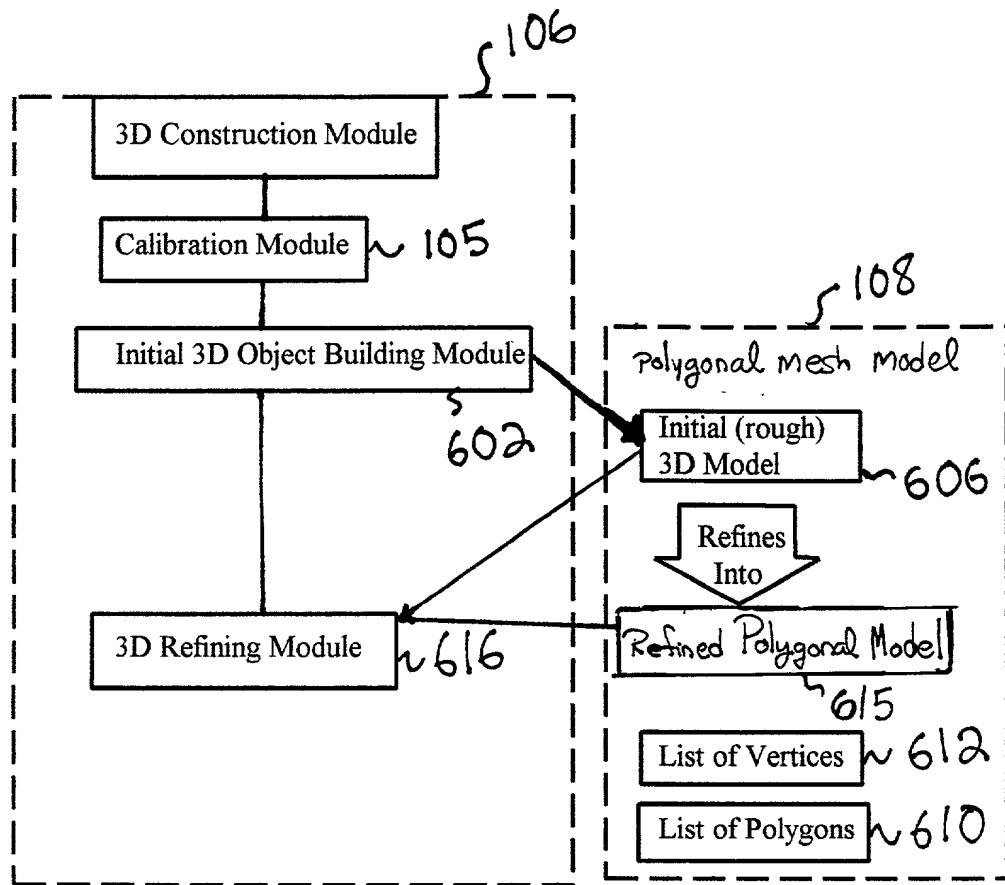 106
3D Construction Module
Calibration Module
105
108
Initial 3D Object Building Module
polygonal mesh model
602
Initial (rough)
3D Model
606
Refines
Into
3D Refining Module
616
Refined Polygonal Model
615
List of Vertices
612
List of Polygons
610